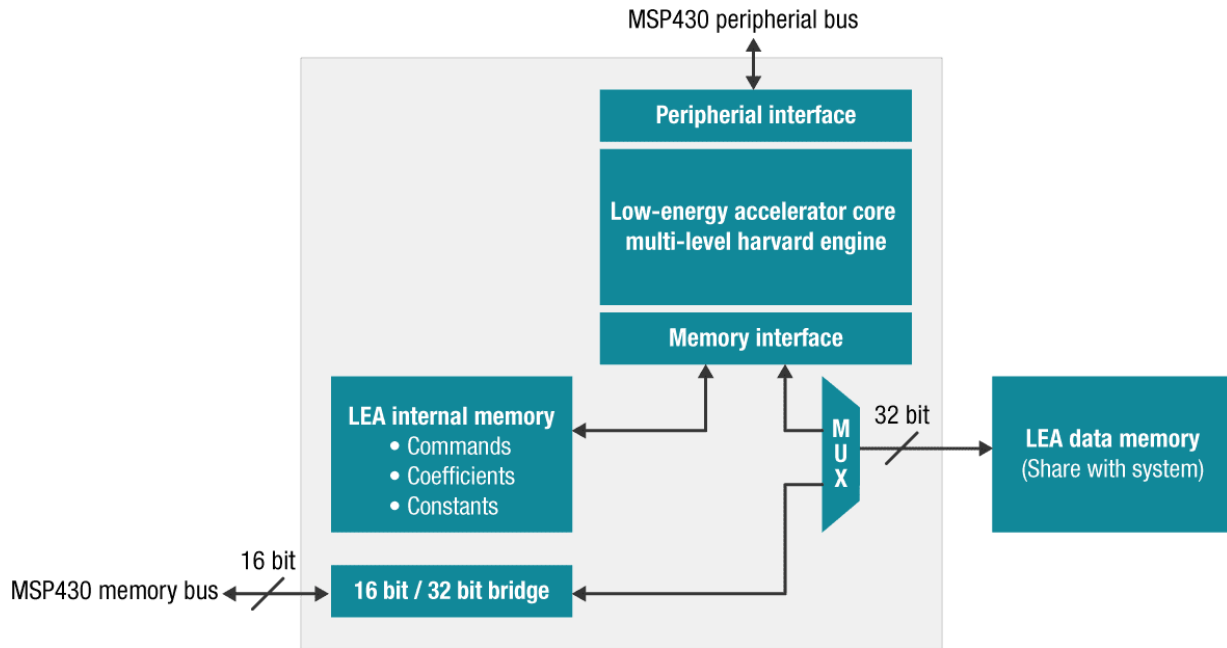 MSP430 peripherial bus
Peripherial interface
Low-energy accelerator core
multi-level harvard engine
Memory interface
LEA internal memory
• Commands
• Coefficients
• Constants
MUX
32 bit
LEA data memory
(Share with system)
16 bit
MSP430 memory bus
16 bit / 32 bit bridge